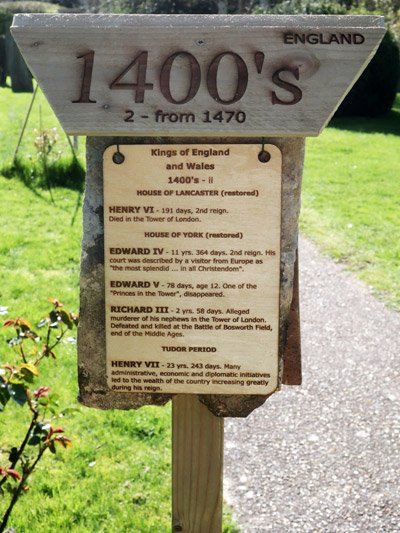 ENGLAND
1400's
2 - from 1470
Kings of England
and Wales
1400's - ii
HOUSE OF LANCASTER (restored)
HENRY VI - 191 days, 2nd reign.
Died in the Tower of London.
HOUSE OF YORK (restored)
EDWARD IV - 11 yrs. 364 days. 2nd reign. His
court was described by a visitor from Europe as
"the most splendid ... in all Christendom".
EDWARD V - 78 days, age 12. One of the
"Princes in the Tower", disappeared.
RICHARD III - 2 yrs. 58 days. Alleged
murderer of his nephews in the Tower of London.
Defeated and killed at the Battle of Bosworth Field,
end of the Middle Ages.
TUDOR PERIOD
HENRY VII - 23 yrs. 243 days. Many
administrative, economic and diplomatic initiatives
led to the wealth of the country increasing greatly
during his reign.